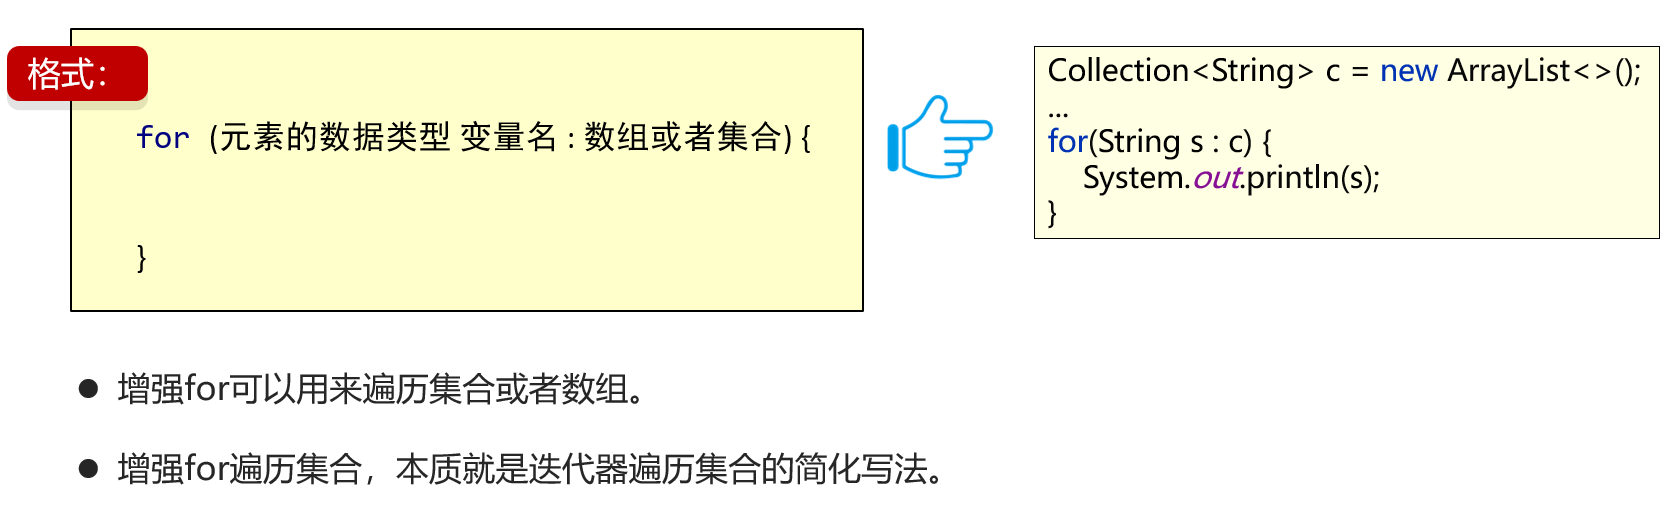 格式：
for (元素的数据类型 变量名 : 数组或者集合) {
}
Collection<String> c = new ArrayList<>();
...
for(String s : c) {
System.out.println(s);
}
增强for可以用来遍历集合或者数组。
增强for遍历集合，本质就是迭代器遍历集合的简化写法。